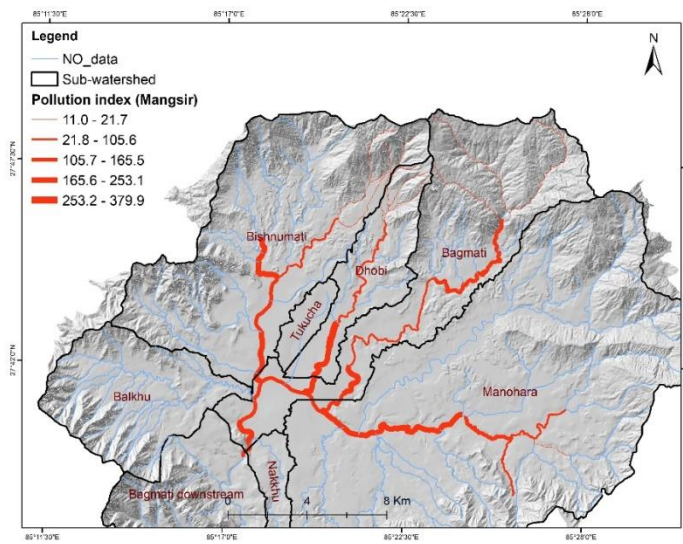 85°11'30"E 85°17'0"E 85°22'30"E 85°28'0"E
Legend
NO_data
Sub-watershed
Pollution index (Mangsir)
11.0 - 21.7
21.8 - 105.6
105.7 - 165.5
165.6 - 253.1
253.2 - 379.9
N
27°47'30"
27°42'0"
Bishnumati
Dhobi
Bagmati
Tukucha
Balkhu
Manohara
Nakkhu
Bagmati downstream
0 4 8 Km
85°11'30"E 85°17'0"E 85°22'30"E 85°28'0"E